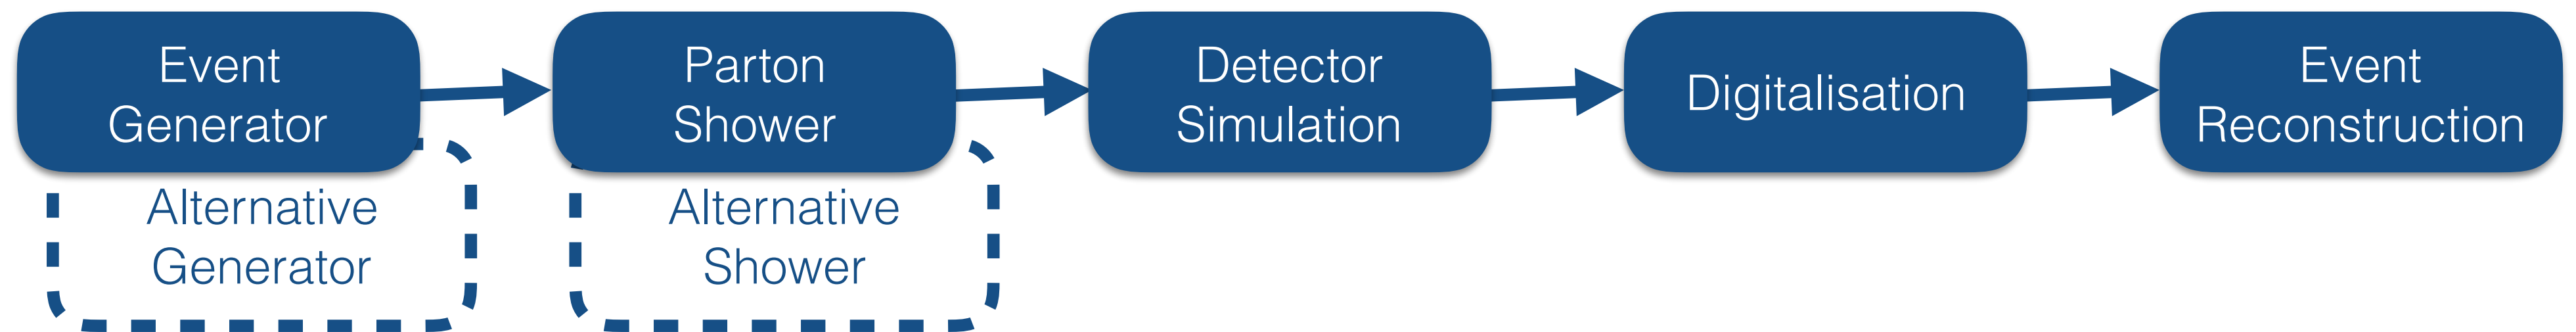 Event
Generator
Parton
Shower
Detector
Simulation
Digitalisation
Event
Reconstruction
Alternative
Generator
Alternative
Shower